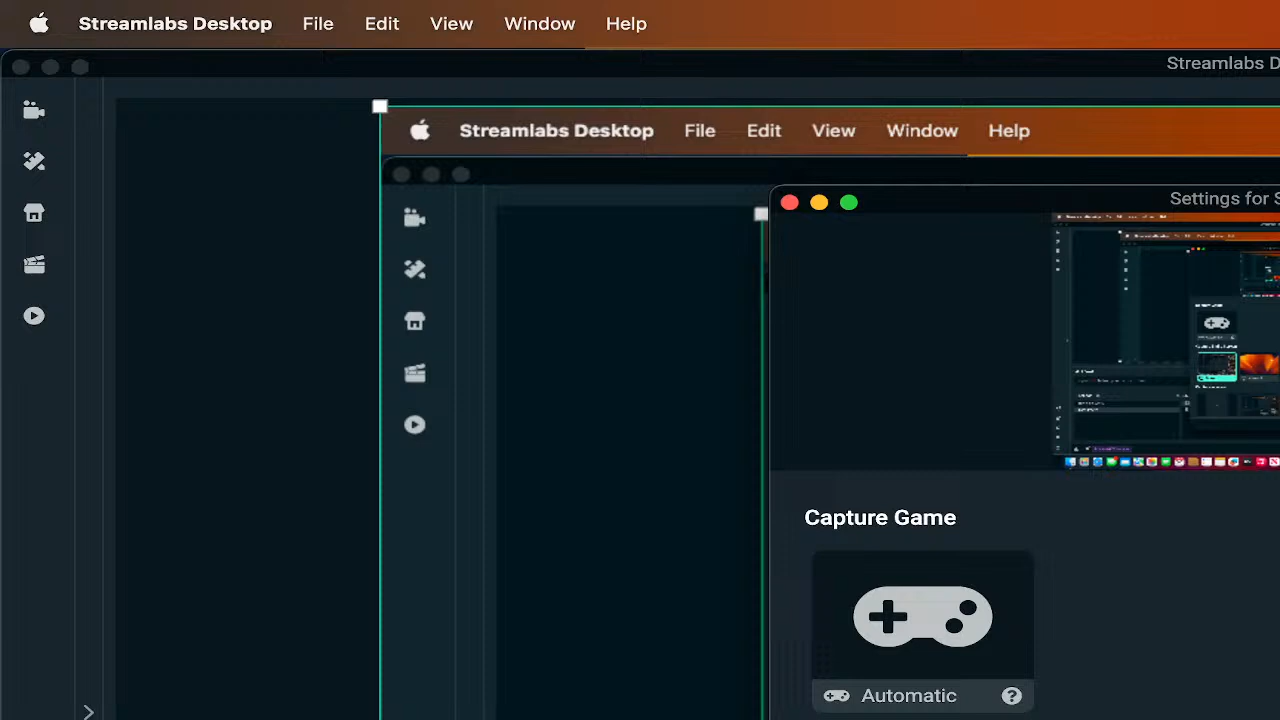 Streamlabs Desktop File Edit View Window Help
Streamlabs D
Streamlabs Desktop File Edit View Window Help
Settings for S
Capture Game
Automatic ?